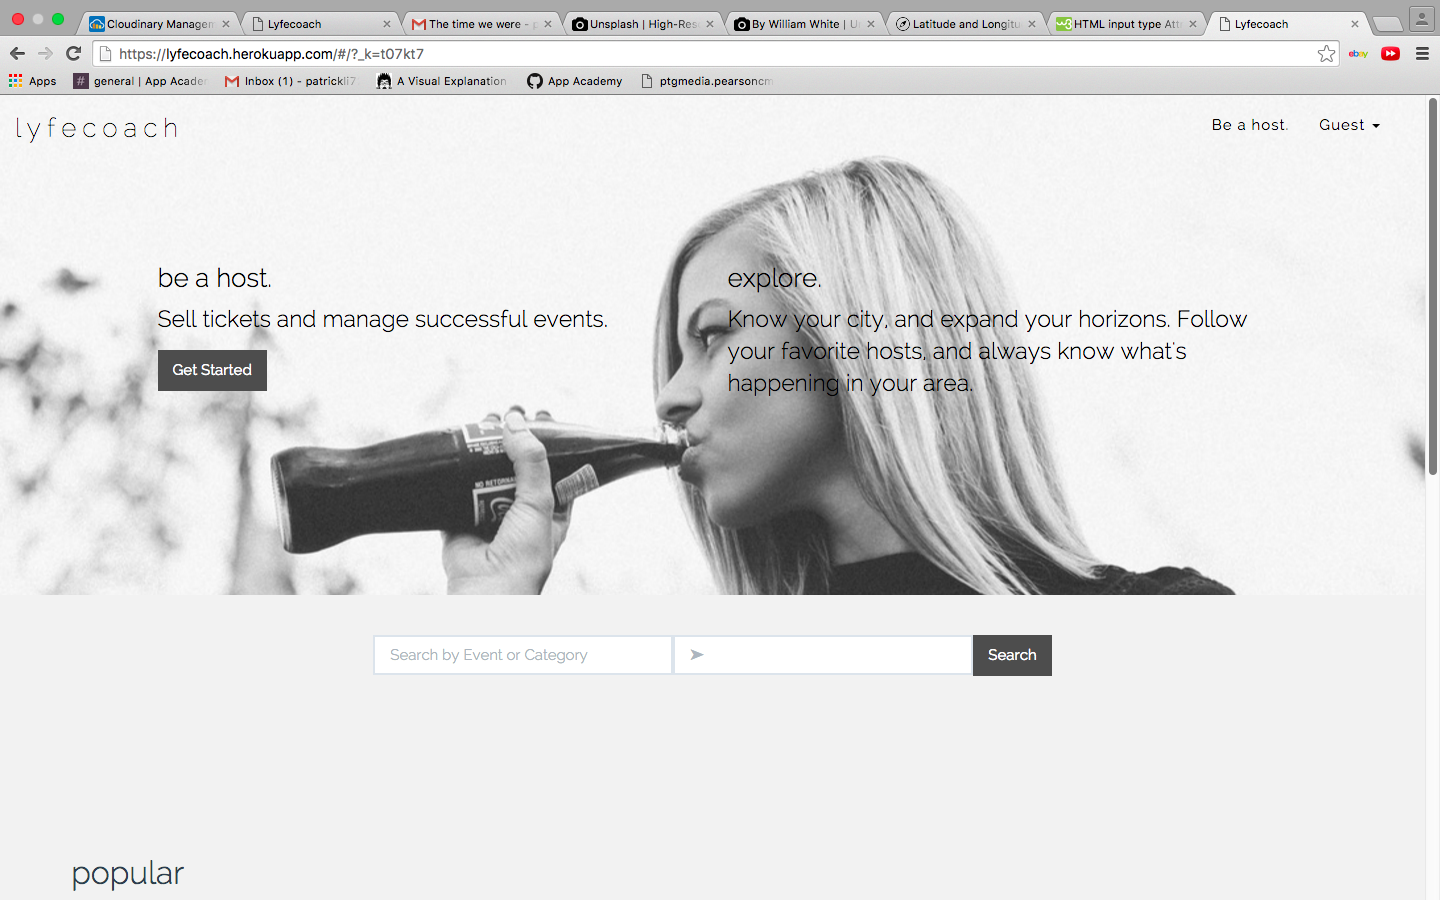 Cloudinary Managem
Lyfecoach
The time we were - p
Unsplash | High-Res
By William White | Un
Latitude and Longitu
HTML input type Att
Lyfecoach
https://lyfecoach.herokuapp.com/#/?_k=t07kt7
ebay
Apps
general | App Acade
Inbox (1) - patrickli7
A Visual Explanation
App Academy
ptgmedia.pearsoncm
lyfecoach
Be a host.
Guest
be a host.
Sell tickets and manage successful events.
Get Started
explore.
Know your city, and expand your horizons. Follow
your favorite hosts, and always know what's
happening in your area.
NO RETORNA
Search by Event or Category
Search
popular